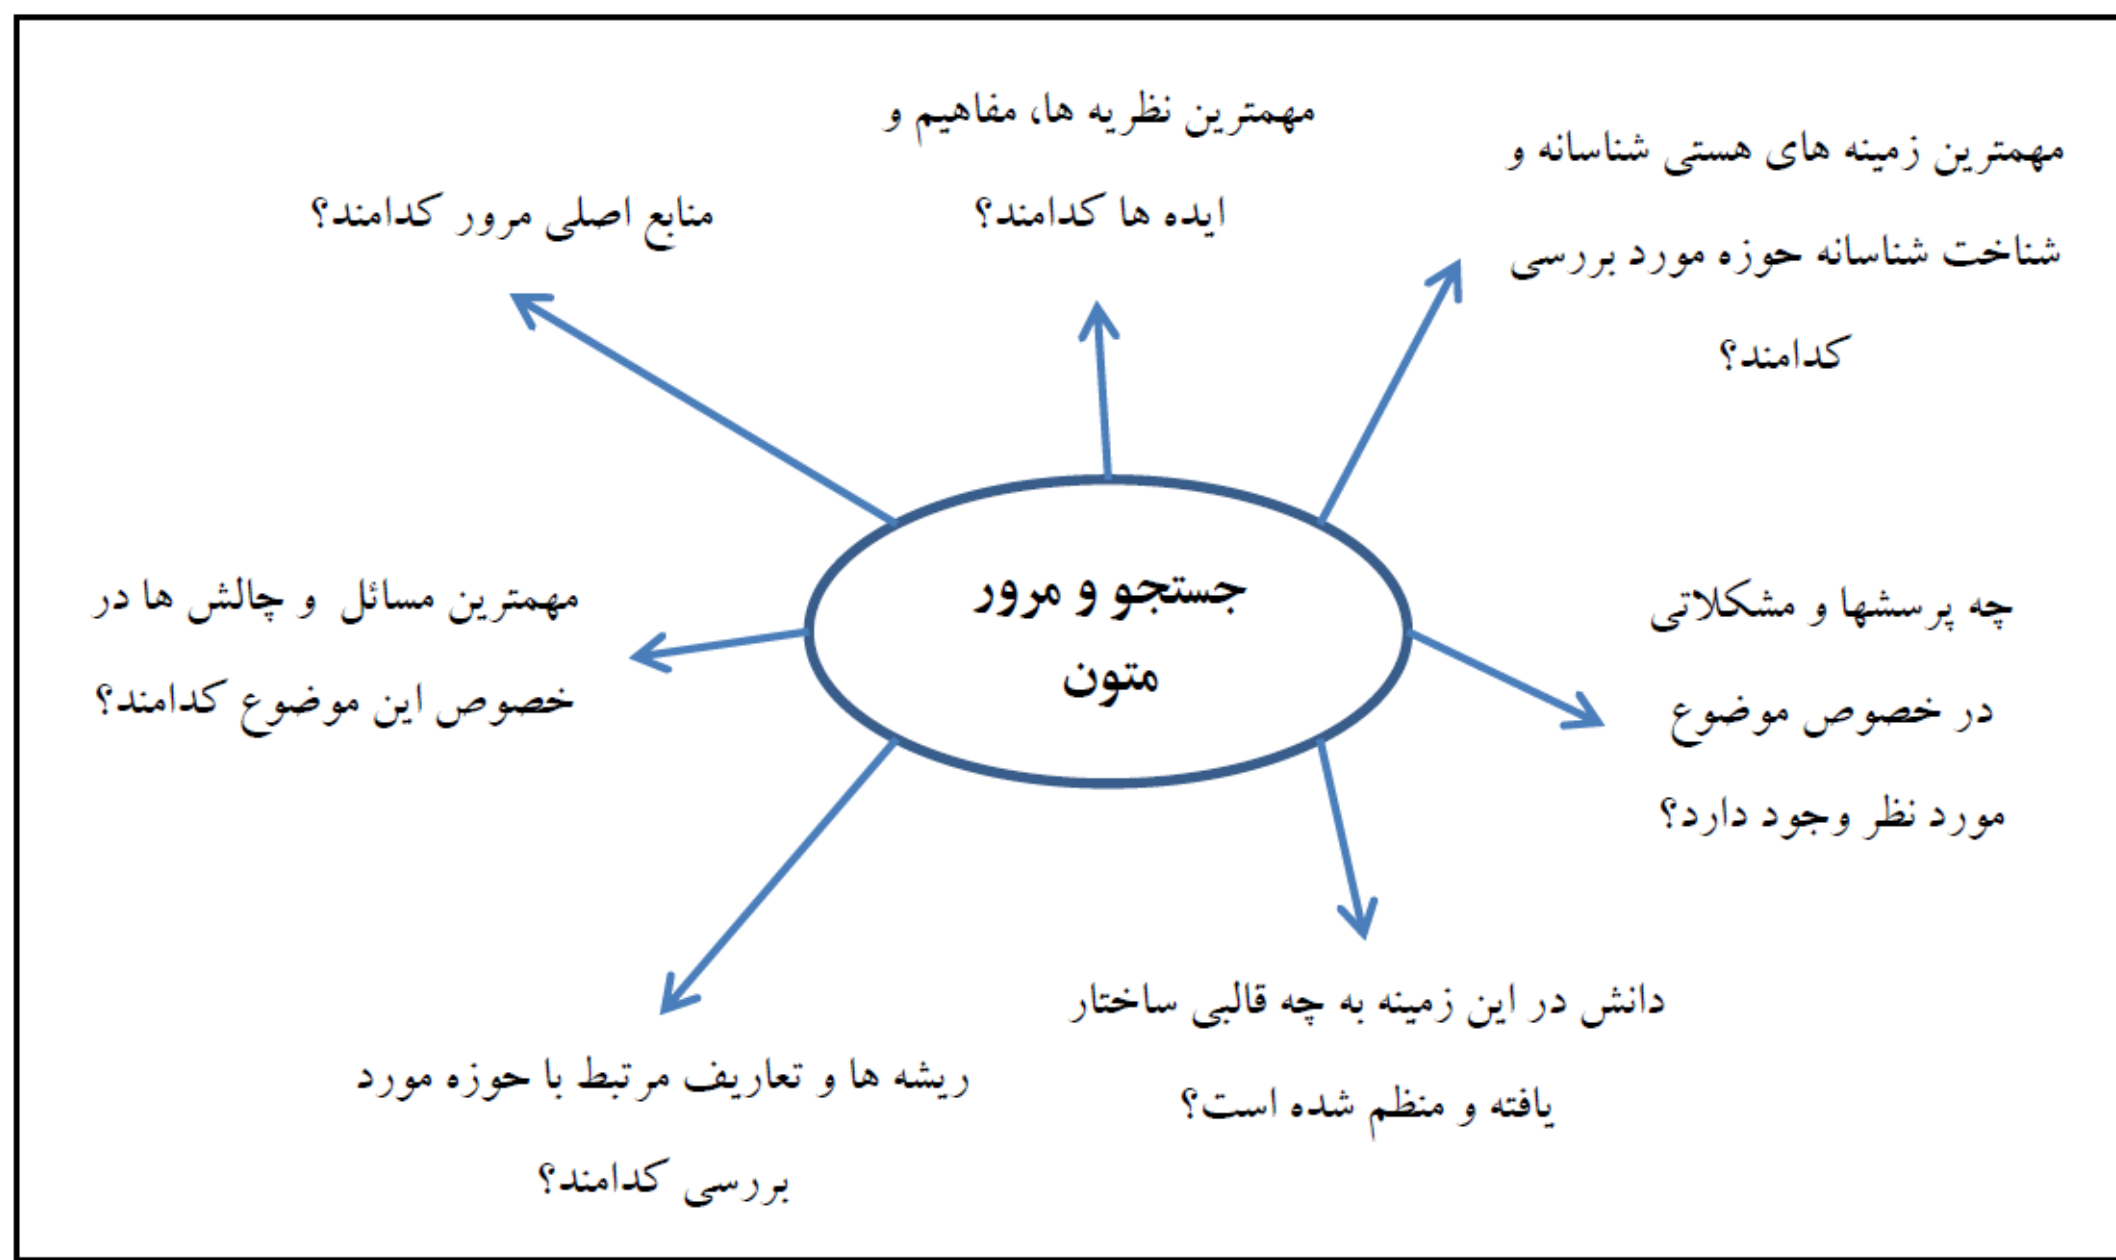 مهمترین زمینه های هستی شناسانه و
شناخت شناسانه حوزه مورد بررسی
کدامند؟
مهمترین نظریه ها، مفاهیم و
ایده ها کدامند؟
منابع اصلی مرور کدامند؟
جستجو و مرور
متون
چه پرسشها و مشکلاتی
در خصوص موضوع
مورد نظر وجود دارد؟
مهمترین مسائل و چالش ها در
خصوص این موضوع کدامند؟
دانش در این زمینه به چه قالبی ساختار
یافته و منظم شده است؟
ریشه ها و تعاریف مرتبط با حوزه مورد
بررسی کدامند؟